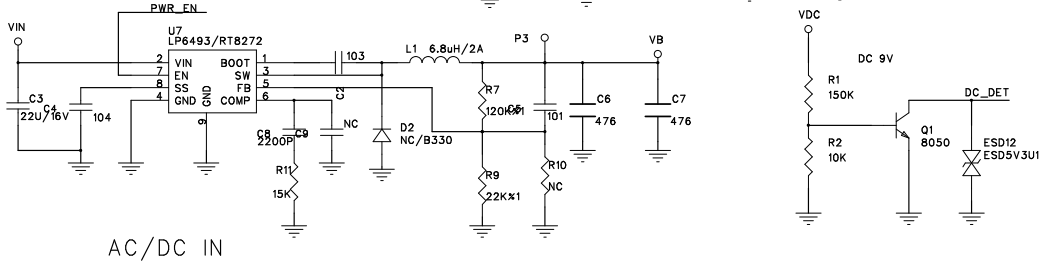 PWR_EN
VIN
U7
LP6493/RT8272
2 VIN BOOT 1
7 EN SW 3
8 SS FB 5
4 GND COMP 6
GND
9
C3
22U/16V
C4
104
C2
103
L1 6.8uH/2A
P3
VB
R7
120K%1
C5
101
C6
476
C7
476
C8
2200P
C9
NC
D2
NC/B330
R11
15K
R9
22K%1
R10
NC
AC/DC IN
VDC
DC 9V
R1
150K
DC_DET
R2
10K
Q1
8050
ESD12
ESD5V3U1